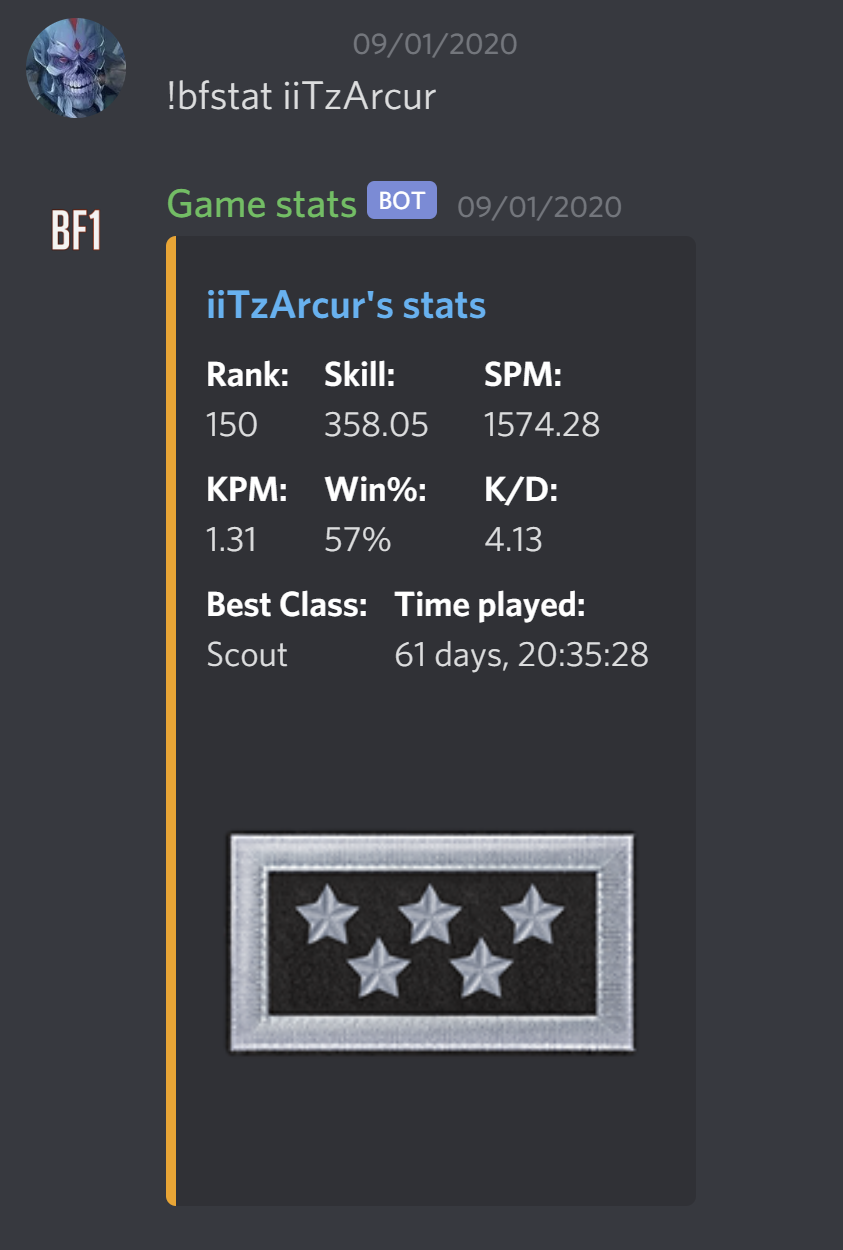 09/01/2020
!bfstat iiTzArcur
BF1
Game stats BOT 09/01/2020
iiTzArcur's stats
Rank: Skill: SPM:
150 358.05 1574.28
KPM: Win%: K/D:
1.31 57% 4.13
Best Class: Time played:
Scout 61 days, 20:35:28